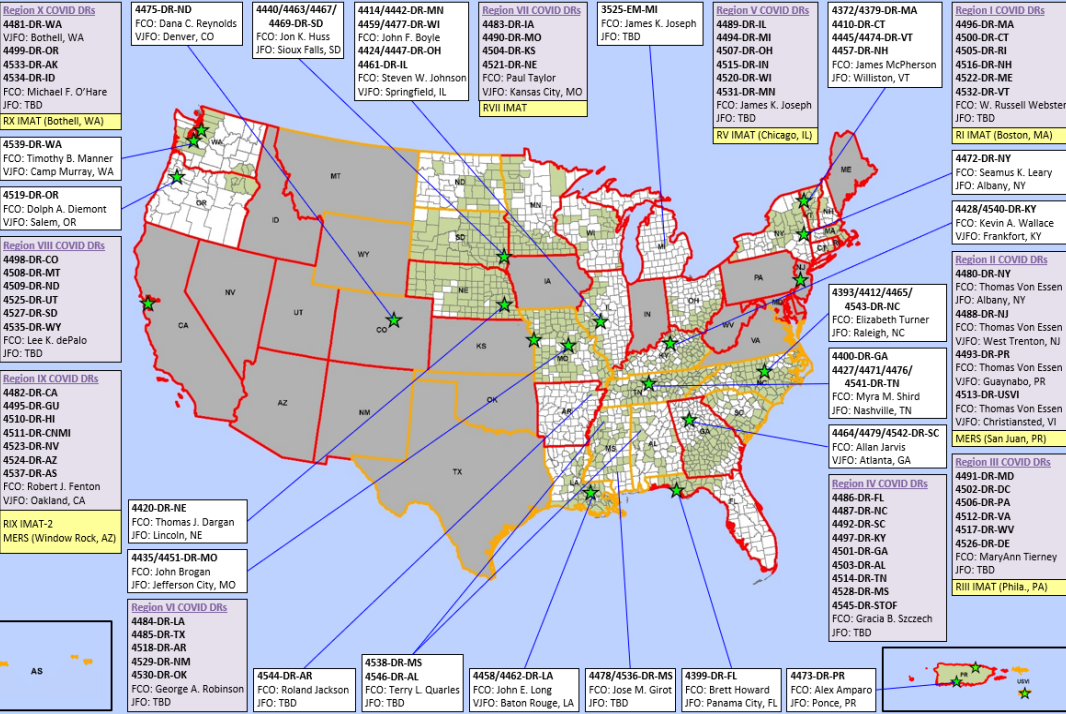 Region X COVID DRs
4481-DR-WA
VJFO: Bothell, WA
4499-DR-OR
4533-DR-AK
4534-DR-ID
FCO: Michael F. O'Hare
JFO: TBD
RX IMAT (Bothell, WA)
4539-DR-WA
FCO: Timothy B. Manner
VJFO: Camp Murray, WA
4519-DR-OR
FCO: Dolph A. Diemont
VJFO: Salem, OR
Region VIII COVID DRs
4498-DR-CO
4508-DR-MT
4509-DR-ND
4525-DR-UT
4527-DR-SD
4535-DR-WY
FCO: Lee K. dePalo
JFO: TBD
Region IX COVID DRs
4482-DR-CA
4495-DR-GU
4510-DR-HI
4511-DR-CNMI
4523-DR-NV
4524-DR-AZ
4537-DR-AS
FCO: Robert J. Fenton
VJFO: Oakland, CA
RIX IMAT-2
MERS (Window Rock, AZ)
4475-DR-ND
FCO: Dana C. Reynolds
VJFO: Denver, CO
4440/4463/4467/
4469-DR-SD
FCO: Jon K. Huss
JFO: Sioux Falls, SD
4414/4442-DR-MN
4459/4477-DR-WI
FCO: John F. Boyle
4424/4447-DR-OH
4461-DR-IL
FCO: Steven W. Johnson
VJFO: Springfield, IL
Region VII COVID DRs
4483-DR-IA
4490-DR-MO
4504-DR-KS
4521-DR-NE
FCO: Paul Taylor
VJFO: Kansas City, MO
RVII IMAT
3525-EM-MI
FCO: James K. Joseph
JFO: TBD
Region V COVID DRs
4489-DR-IL
4494-DR-MI
4507-DR-OH
4515-DR-IN
4520-DR-WI
4531-DR-MN
FCO: James K. Joseph
JFO: TBD
RV IMAT (Chicago, IL)
4372/4379-DR-MA
4410-DR-CT
4445/4474-DR-VT
4457-DR-NH
FCO: James McPherson
JFO: Williston, VT
Region I COVID DRs
4496-DR-MA
4500-DR-CT
4505-DR-RI
4516-DR-NH
4522-DR-ME
4532-DR-VT
FCO: W. Russell Webster
JFO: TBD
RI IMAT (Boston, MA)
4472-DR-NY
FCO: Seamus K. Leary
JFO: Albany, NY
4428/4540-DR-KY
FCO: Kevin A. Wallace
VJFO: Frankfort, KY
Region II COVID DRs
4480-DR-NY
FCO: Thomas Von Essen
JFO: Albany, NY
4488-DR-NJ
FCO: Thomas Von Essen
VJFO: West Trenton, NJ
4493-DR-PR
FCO: Thomas Von Essen
VJFO: Guaynabo, PR
4513-DR-USVI
FCO: Thomas Von Essen
VJFO: Christiansted, VI
MERS (San Juan, PR)
Region III COVID DRs
4491-DR-MD
4502-DR-DC
4506-DR-PA
4512-DR-VA
4517-DR-WV
4526-DR-DE
FCO: MaryAnn Tierney
JFO: TBD
RIII IMAT (Phila., PA)
4393/4412/4465/
4543-DR-NC
FCO: Elizabeth Turner
JFO: Raleigh, NC
4400-DR-GA
4427/4471/4476/
4541-DR-TN
FCO: Myra M. Shird
JFO: Nashville, TN
4464/4479/4542-DR-SC
FCO: Allan Jarvis
VJFO: Atlanta, GA
Region IV COVID DRs
4486-DR-FL
4487-DR-NC
4492-DR-SC
4497-DR-KY
4501-DR-GA
4503-DR-AL
4514-DR-TN
4528-DR-MS
4545-DR-STOF
FCO: Gracia B. Szczech
JFO: TBD
4420-DR-NE
FCO: Thomas J. Dargan
JFO: Lincoln, NE
4435/4451-DR-MO
FCO: John Brogan
JFO: Jefferson City, MO
Region VI COVID DRs
4484-DR-LA
4485-DR-TX
4518-DR-AR
4529-DR-NM
4530-DR-OK
FCO: George A. Robinson
JFO: TBD
4544-DR-AR
FCO: Roland Jackson
JFO: TBD
4538-DR-MS
4546-DR-AL
FCO: Terry L. Quarles
JFO: TBD
4458/4462-DR-LA
FCO: John E. Long
VJFO: Baton Rouge, LA
4478/4536-DR-MS
FCO: Jose M. Girot
JFO: TBD
4399-DR-FL
FCO: Brett Howard
JFO: Panama City, FL
4473-DR-PR
FCO: Alex Amparo
JFO: Ponce, PR
WA
OR
CA
NV
ID
MT
WY
UT
AZ
CO
NM
ND
SD
NE
KS
OK
TX
MN
IA
MO
AR
LA
WI
IL
MI
IN
OH
KY
TN
MS
AL
GA
SC
NC
VA
WV
PA
NY
NJ
MD
VT
NH
MA
CT
RI
ME
AS
PR
USVI